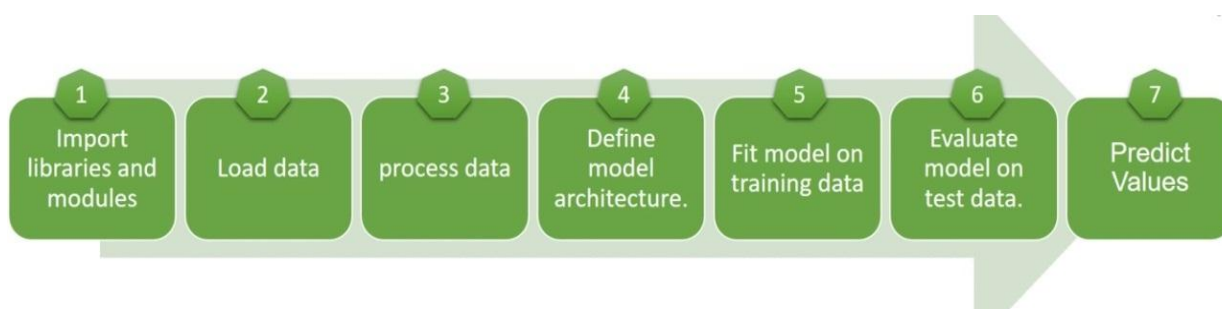 1
Import
libraries and
modules
2
Load data
3
process data
4
Define
model
architecture.
5
Fit model on
training data
6
Evaluate
model on
test data.
7
Predict
Values